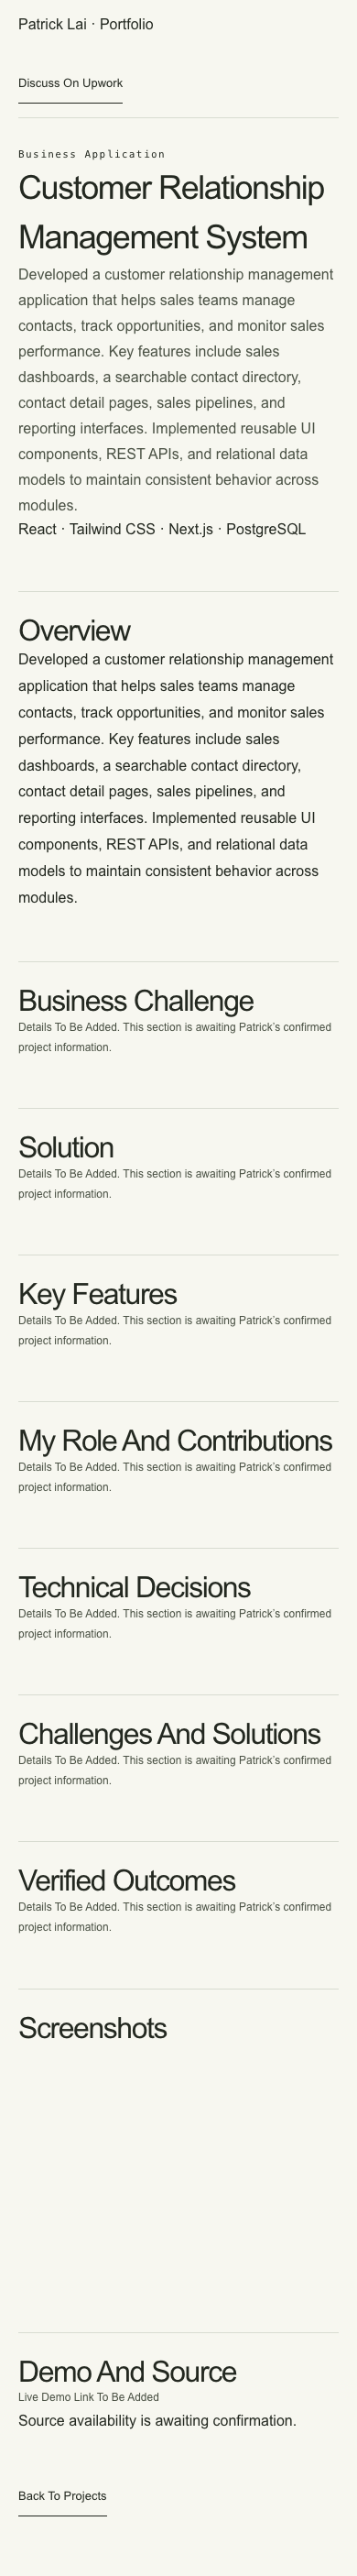 Patrick Lai · Portfolio
Discuss On Upwork
Business Application
Customer Relationship
Management System
Developed a customer relationship management
application that helps sales teams manage
contacts, track opportunities, and monitor sales
performance. Key features include sales
dashboards, a searchable contact directory,
contact detail pages, sales pipelines, and
reporting interfaces. Implemented reusable UI
components, REST APIs, and relational data
models to maintain consistent behavior across
modules.
React · Tailwind CSS · Next.js · PostgreSQL
Overview
Developed a customer relationship management
application that helps sales teams manage
contacts, track opportunities, and monitor sales
performance. Key features include sales
dashboards, a searchable contact directory,
contact detail pages, sales pipelines, and
reporting interfaces. Implemented reusable UI
components, REST APIs, and relational data
models to maintain consistent behavior across
modules.
Business Challenge
Details To Be Added. This section is awaiting Patrick's confirmed
project information.
Solution
Details To Be Added. This section is awaiting Patrick's confirmed
project information.
Key Features
Details To Be Added. This section is awaiting Patrick's confirmed
project information.
My Role And Contributions
Details To Be Added. This section is awaiting Patrick's confirmed
project information.
Technical Decisions
Details To Be Added. This section is awaiting Patrick's confirmed
project information.
Challenges And Solutions
Details To Be Added. This section is awaiting Patrick's confirmed
project information.
Verified Outcomes
Details To Be Added. This section is awaiting Patrick's confirmed
project information.
Screenshots
Demo And Source
Live Demo Link To Be Added
Source availability is awaiting confirmation.
Back To Projects